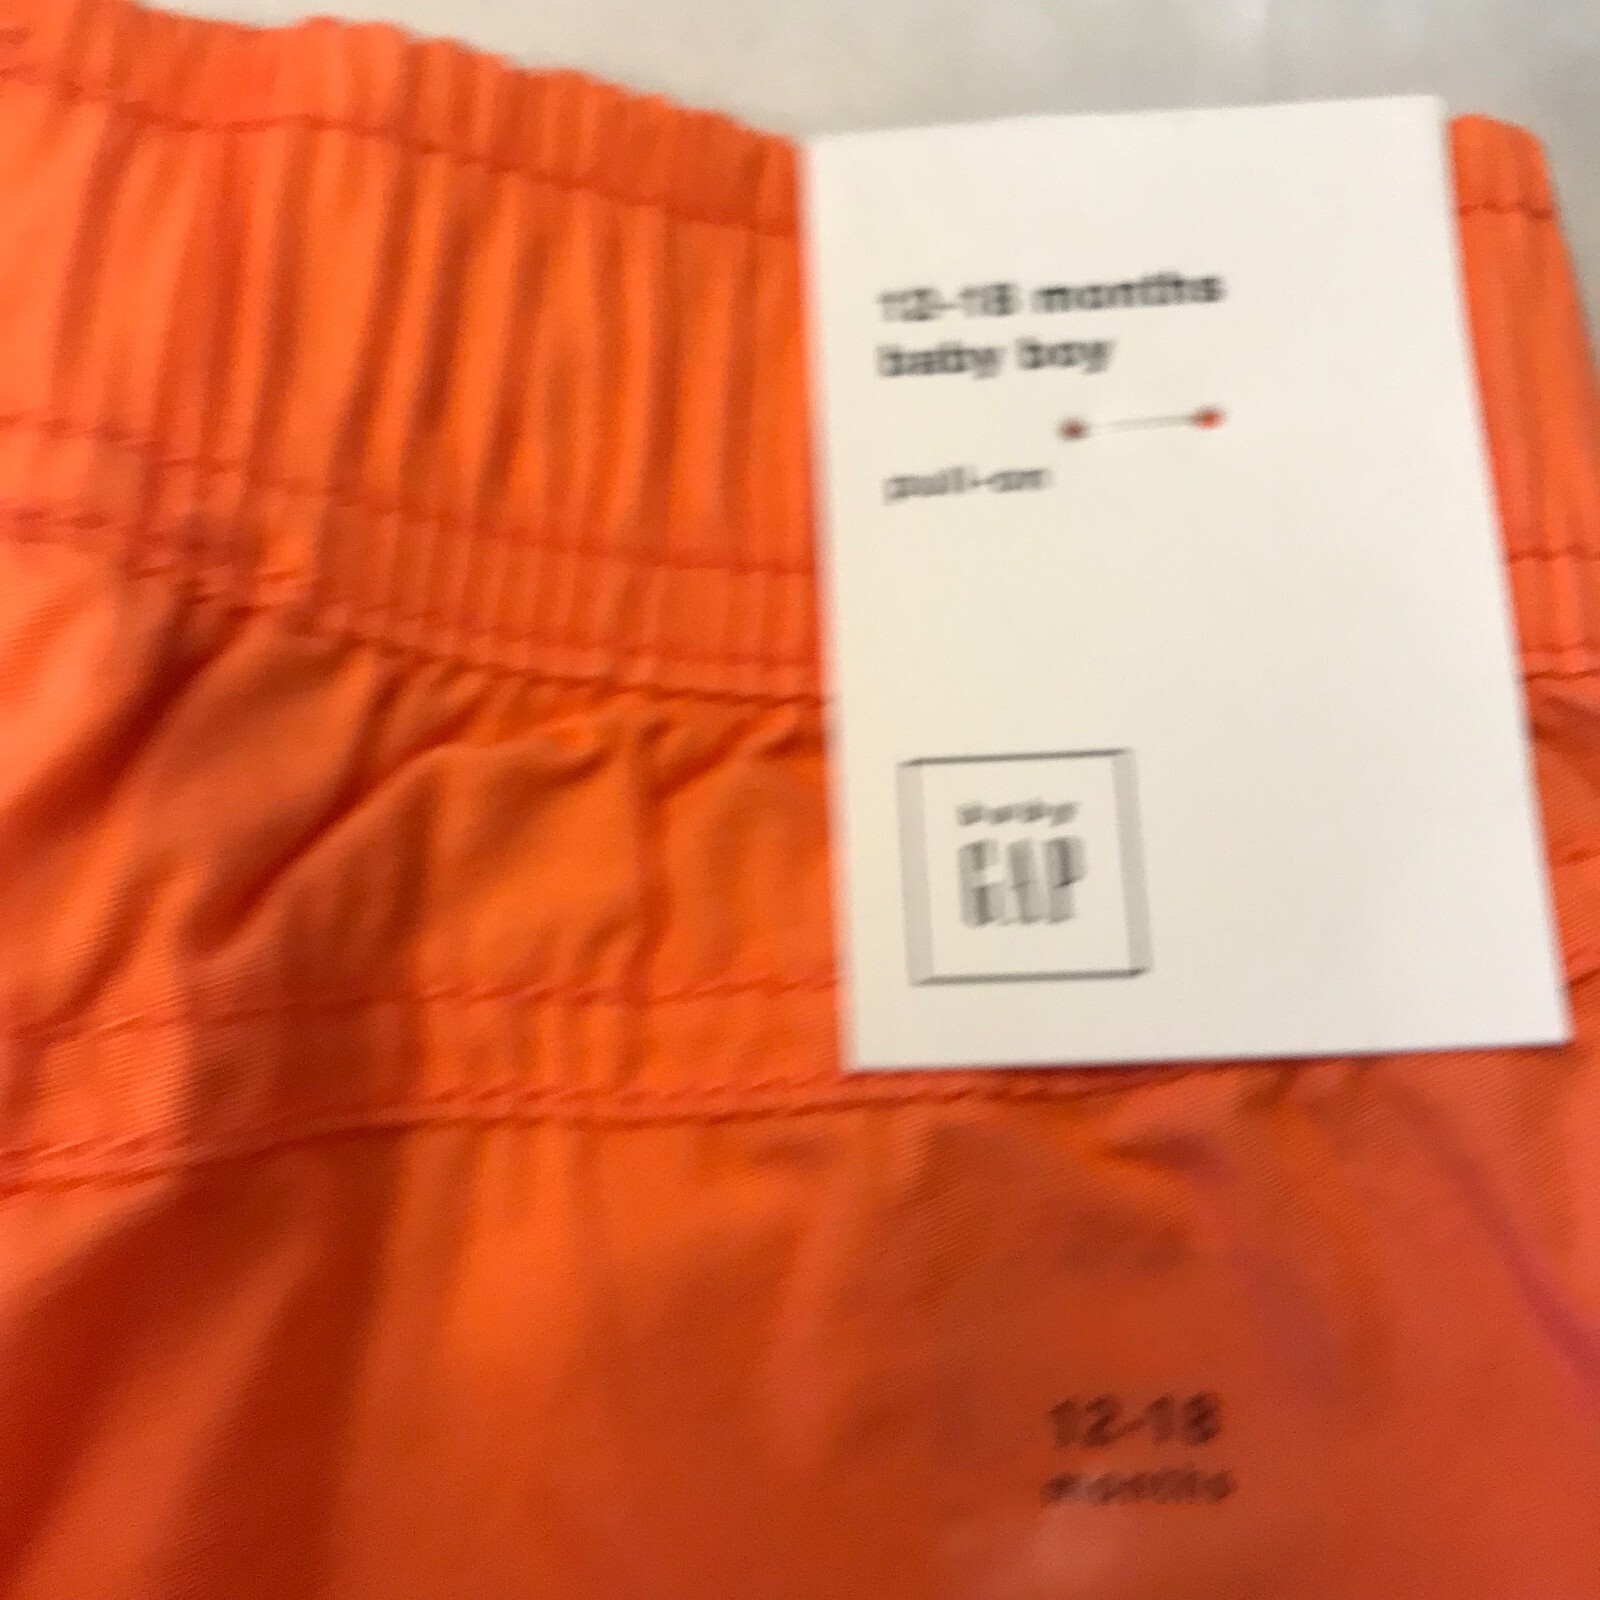 12-18 months
baby boy
pull-on
baby
GAP
12-18
months